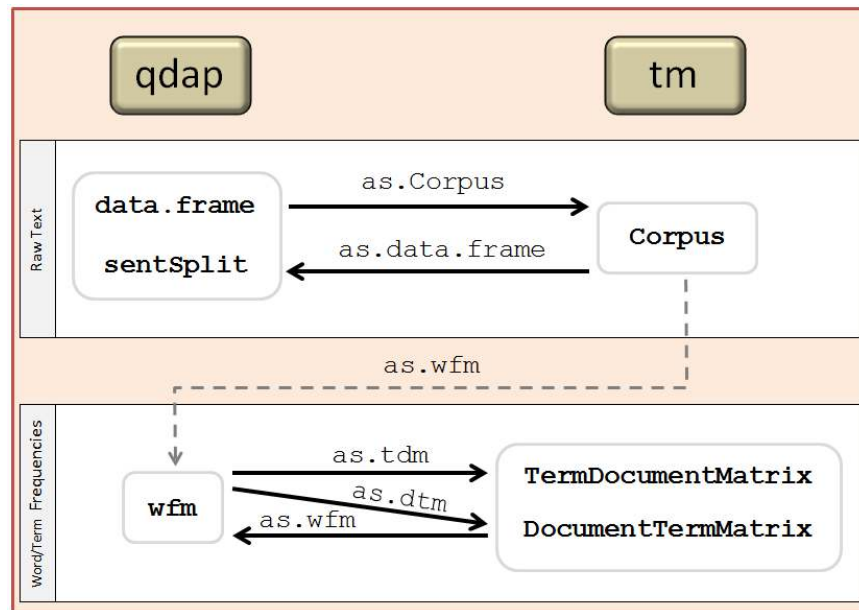 qdap
tm
Raw Text
data.frame
sentSplit
as.Corpus
as.data.frame
Corpus
as.wfm
Word/Term Frequencies
wfm
as.tdm
as.dtm
as.wfm
TermDocumentMatrix
DocumentTermMatrix